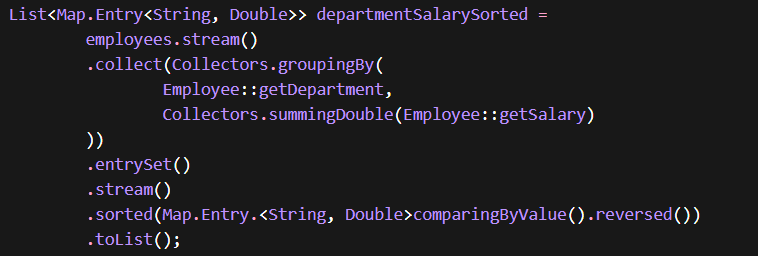 List<Map.Entry<String, Double>> departmentSalarySorted =
        employees.stream()
        .collect(Collectors.groupingBy(
                Employee::getDepartment,
                Collectors.summingDouble(Employee::getSalary)
        ))
        .entrySet()
        .stream()
        .sorted(Map.Entry.<String, Double>comparingByValue().reversed())
        .toList();